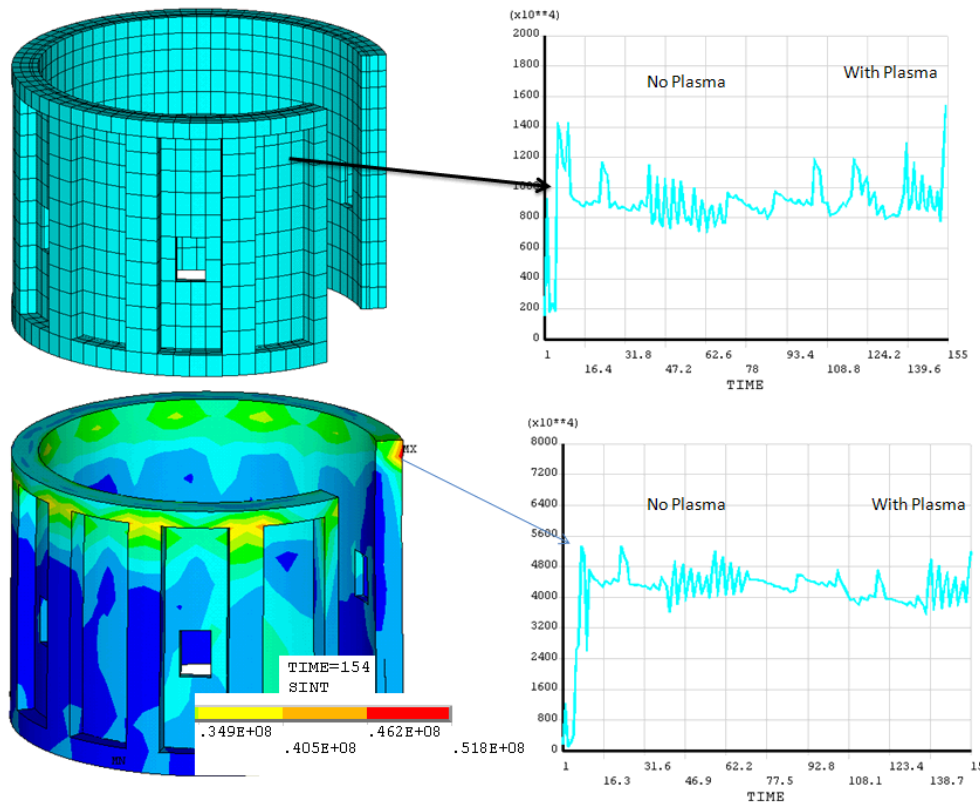 (x10**4)
2000
1800
1600
1400
1200
1000
800
600
400
200
0
No Plasma
With Plasma
1 31.8 62.6 93.4 124.2 155
16.4 47.2 78 108.8 139.6
TIME
(x10**4)
8000
7200
6400
5600
4800
4000
3200
2400
1600
800
0
No Plasma
With Plasma
1 31.6 62.2 92.8 123.4
16.3 46.9 77.5 108.1 138.7
TIME
MX
MN
TIME=154
SINT
.349E+08 .462E+08
.405E+08 .518E+08